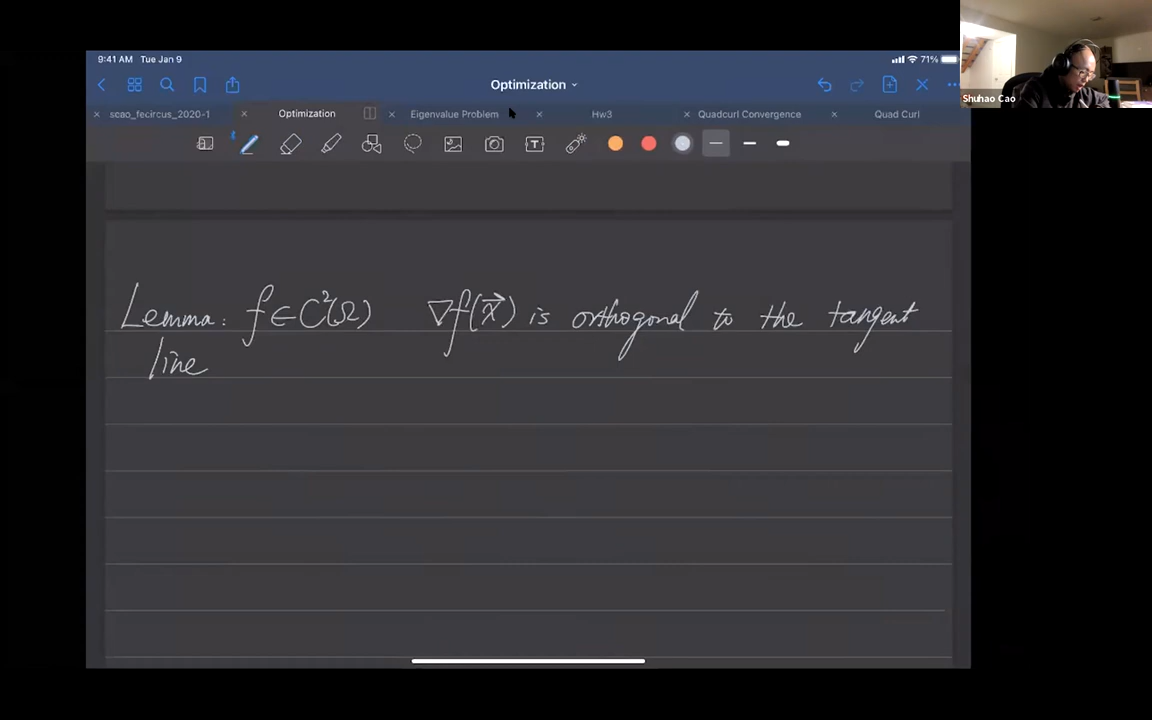 9:41 AM Tue Jan 9
71%
Optimization
Shuhao Cao
scao_fecircus_2020-1
Optimization
Eigenvalue Problem
Hw3
Quadcurl Convergence
Quad Curl
Lemma: f ∈ C²(Ω) ∇f(x⃗) is orthogonal to the tangent
line